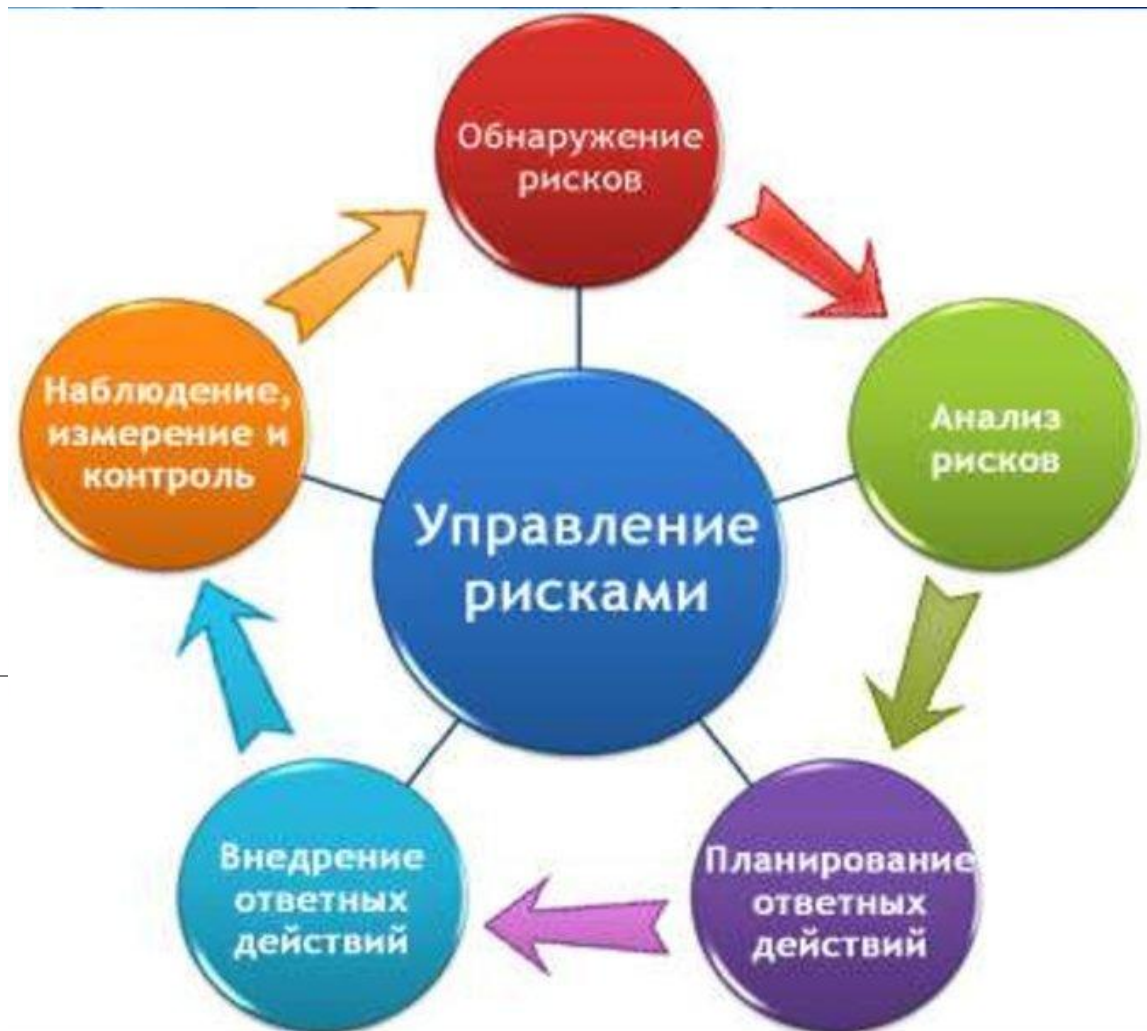 Обнаружение
рисков
Анализ
рисков
Планирование
ответных
действий
Внедрение
ответных
действий
Наблюдение,
измерение и
контроль
Управление
рисками